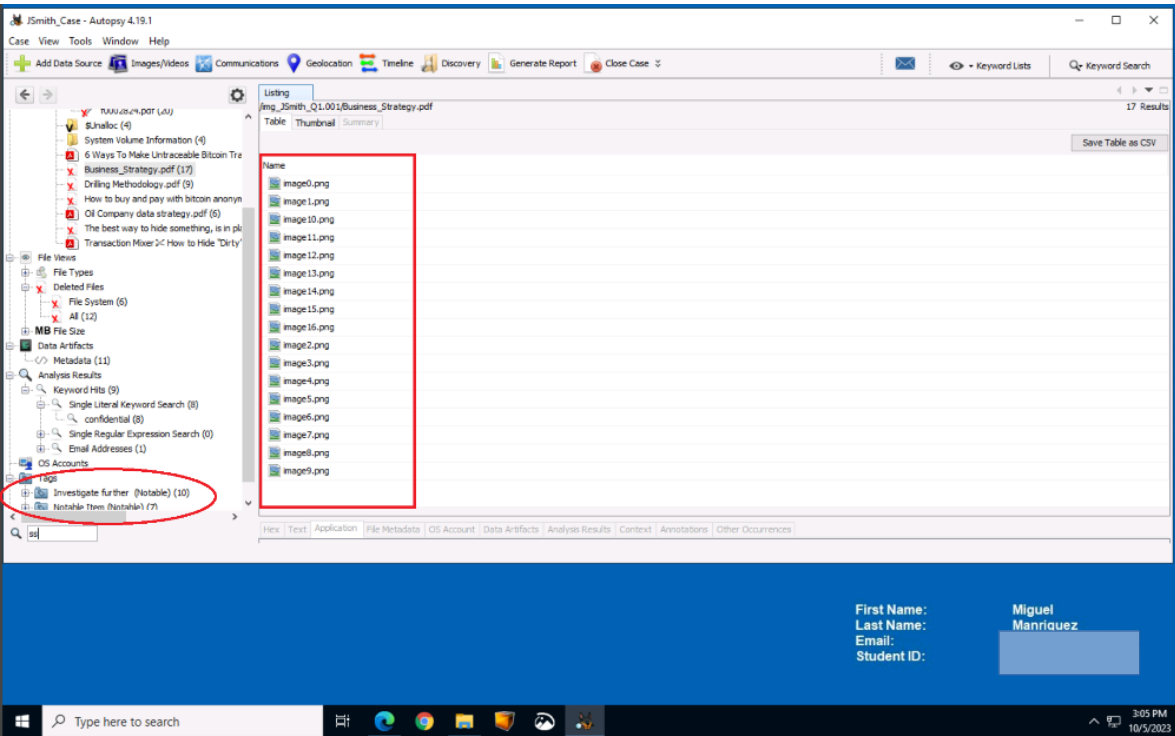 JSmith_Case - Autopsy 4.19.1
Case View Tools Window Help
Add Data Source Images/Videos Communications Geolocation Timeline Discovery Generate Report Close Case
Keyword Lists Keyword Search
Listing
/img_JSmith_Q1.001/Business_Strategy.pdf
17 Results
Table Thumbnail Summary
Save Table as CSV
f0002824.pdf (20)
$Unalloc (4)
System Volume Information (4)
6 Ways To Make Untraceable Bitcoin Tra
Business_Strategy.pdf (17)
Drilling Methodology.pdf (9)
How to buy and pay with bitcoin anonym
Oil Company data strategy.pdf (6)
The best way to hide something, is in pla
Transaction Mixer How to Hide "Dirty"
File Views
File Types
Deleted Files
File System (6)
All (12)
MB File Size
Data Artifacts
Metadata (11)
Analysis Results
Keyword Hits (9)
Single Literal Keyword Search (8)
confidential (8)
Single Regular Expression Search (0)
Email Addresses (1)
OS Accounts
Tags
Investigate further (Notable) (10)
Notable Item (Notable) (7)
ss
Name
image0.png
image1.png
image10.png
image11.png
image12.png
image13.png
image14.png
image15.png
image16.png
image2.png
image3.png
image4.png
image5.png
image6.png
image7.png
image8.png
image9.png
Hex Text Application File Metadata OS Account Data Artifacts Analysis Results Context Annotations Other Occurrences
First Name: Miguel
Last Name: Manriquez
Email:
Student ID:
Type here to search
3:05 PM
10/5/2023